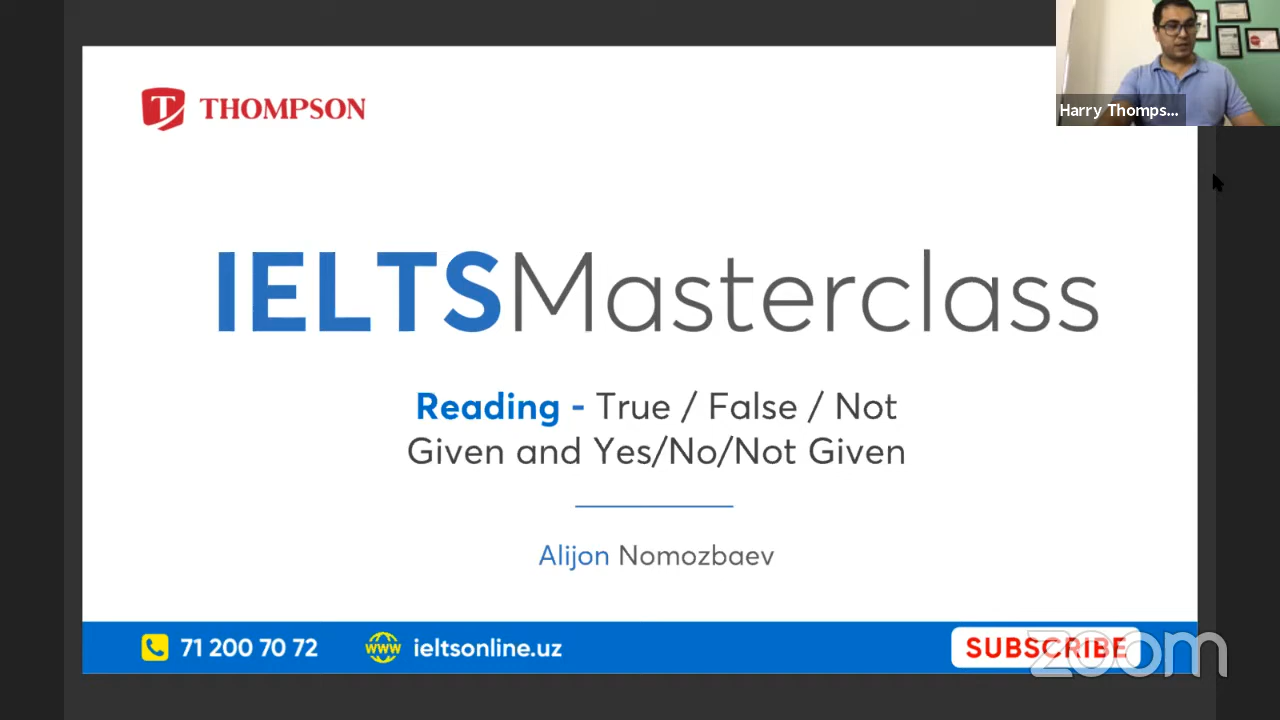 THOMPSON
Harry Thomps...
IELTSMasterclass
Reading - True / False / Not
Given and Yes/No/Not Given
Alijon Nomozbaev
71 200 70 72
www
ieltsonline.uz
SUBSCRIBE
zoom